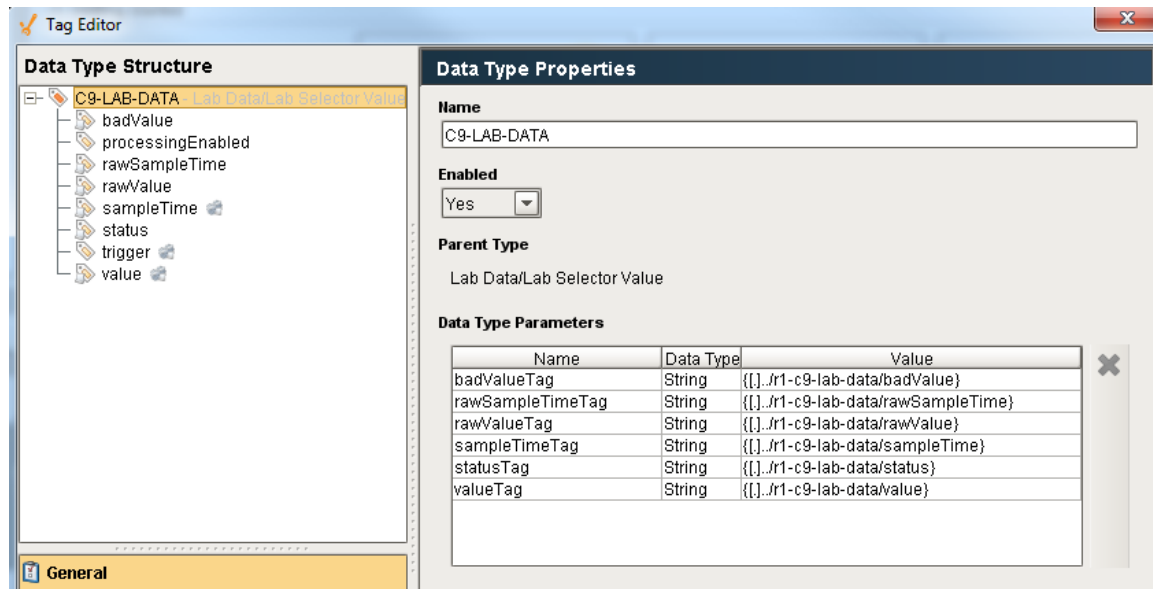 Tag Editor
Data Type Structure
C9-LAB-DATA - Lab Data/Lab Selector Value
badValue
processingEnabled
rawSampleTime
rawValue
sampleTime
status
trigger
value
General
Data Type Properties
Name
C9-LAB-DATA
Enabled
Yes
Parent Type
Lab Data/Lab Selector Value
Data Type Parameters
Name Data Type Value
badValueTag String {[.]../r1-c9-lab-data/badValue}
rawSampleTimeTag String {[.]../r1-c9-lab-data/rawSampleTime}
rawValueTag String {[.]../r1-c9-lab-data/rawValue}
sampleTimeTag String {[.]../r1-c9-lab-data/sampleTime}
statusTag String {[.]../r1-c9-lab-data/status}
valueTag String {[.]../r1-c9-lab-data/value}